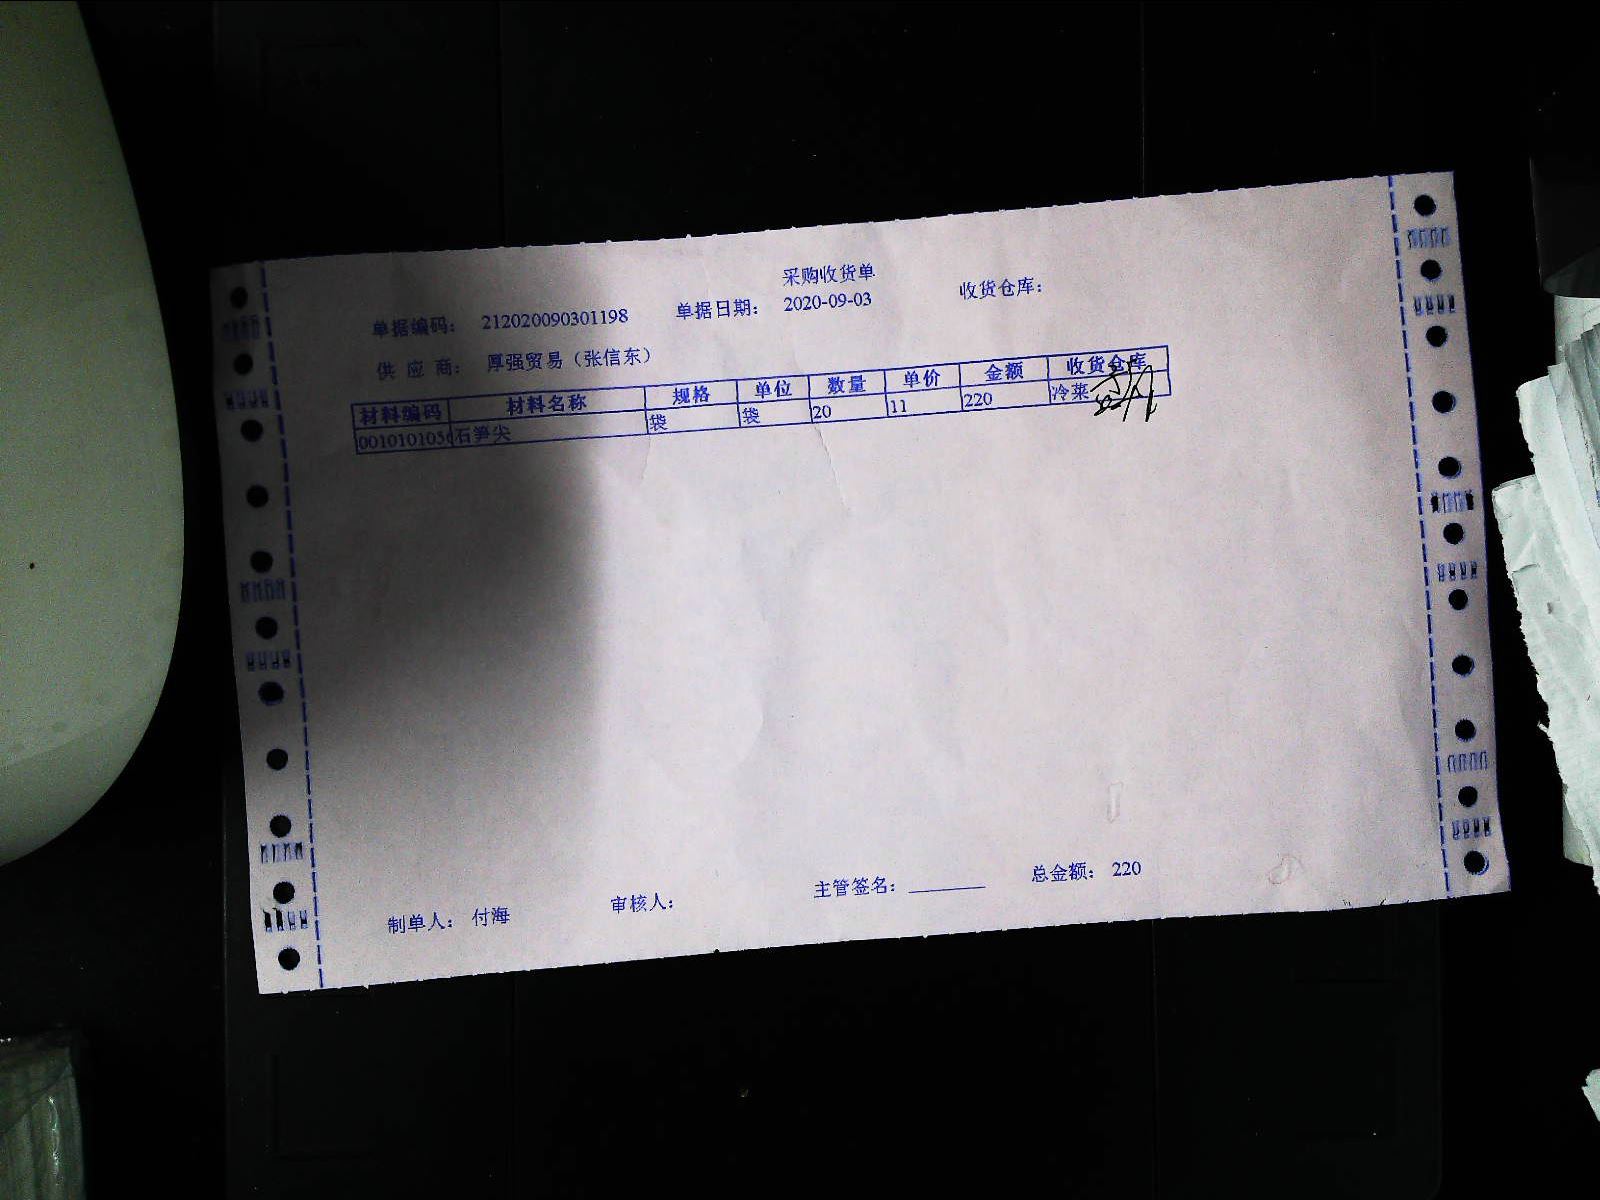 采购收货单
单据编码： 212020090301198 单据日期： 2020-09-03 收货仓库：
供 应 商： 厚强贸易（张信东）
材料编码 材料名称 规格 单位 数量 单价 金额 收货仓库
001010105 石笋尖 袋 袋 20 11 220 冷菜
制单人： 付海 审核人： 主管签名： 总金额： 220